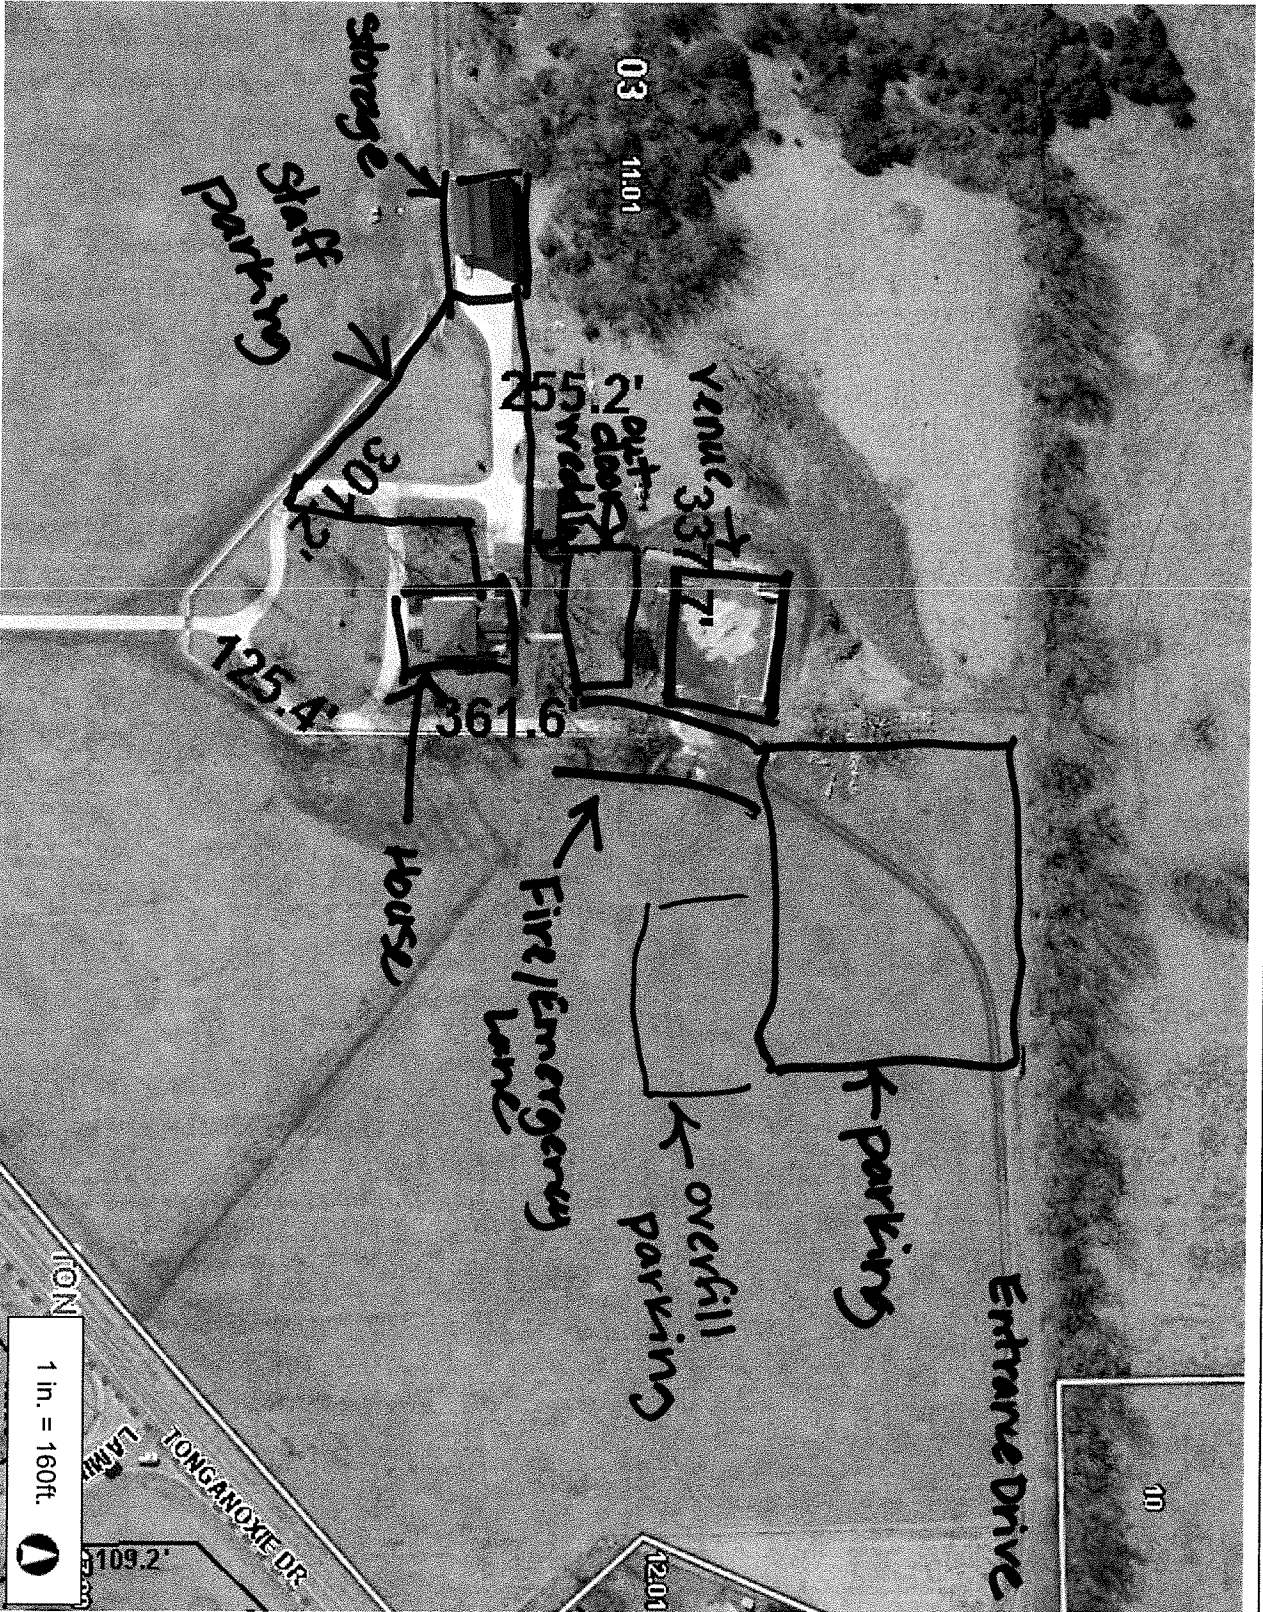 03
11.01
storage
staff
parking
255.2'
out
door
wedding
venue
337.7'
301.2'
125.4'
361.6'
House
Fire/Emergency
Lane
overfill
parking
parking
Entrance Drive
10
12.01
109.2'
TONGANOXIE DR
ION
1 in. = 160ft.